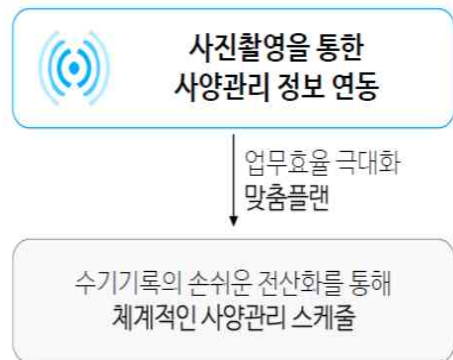 사진촬영을 통한
사양관리 정보 연동
업무효율 극대화
맞춤플랜
수기기록의 손쉬운 전산화를 통해
체계적인 사양관리 스케줄